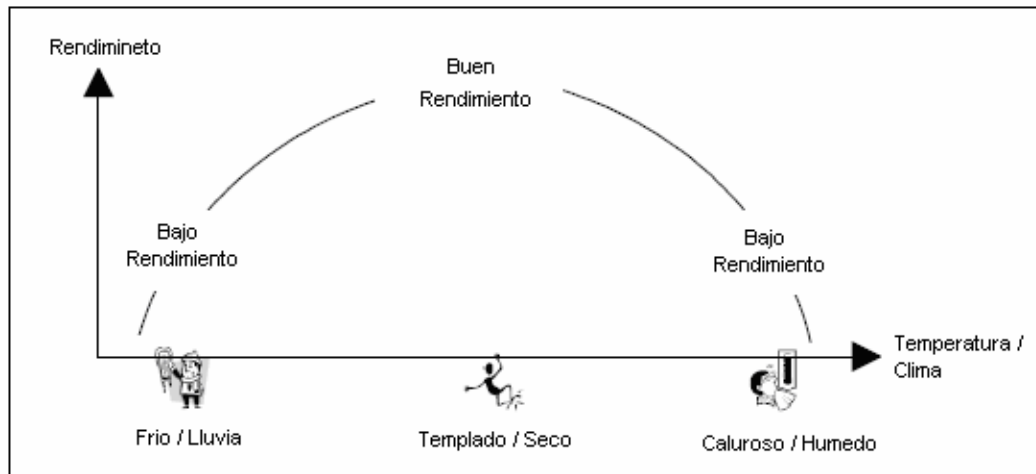 Rendimineto
Buen
Rendimiento
Bajo
Rendimiento
Bajo
Rendimiento
Temperatura /
Clima
Frio / Lluvia
Templado / Seco
Caluroso / Humedo